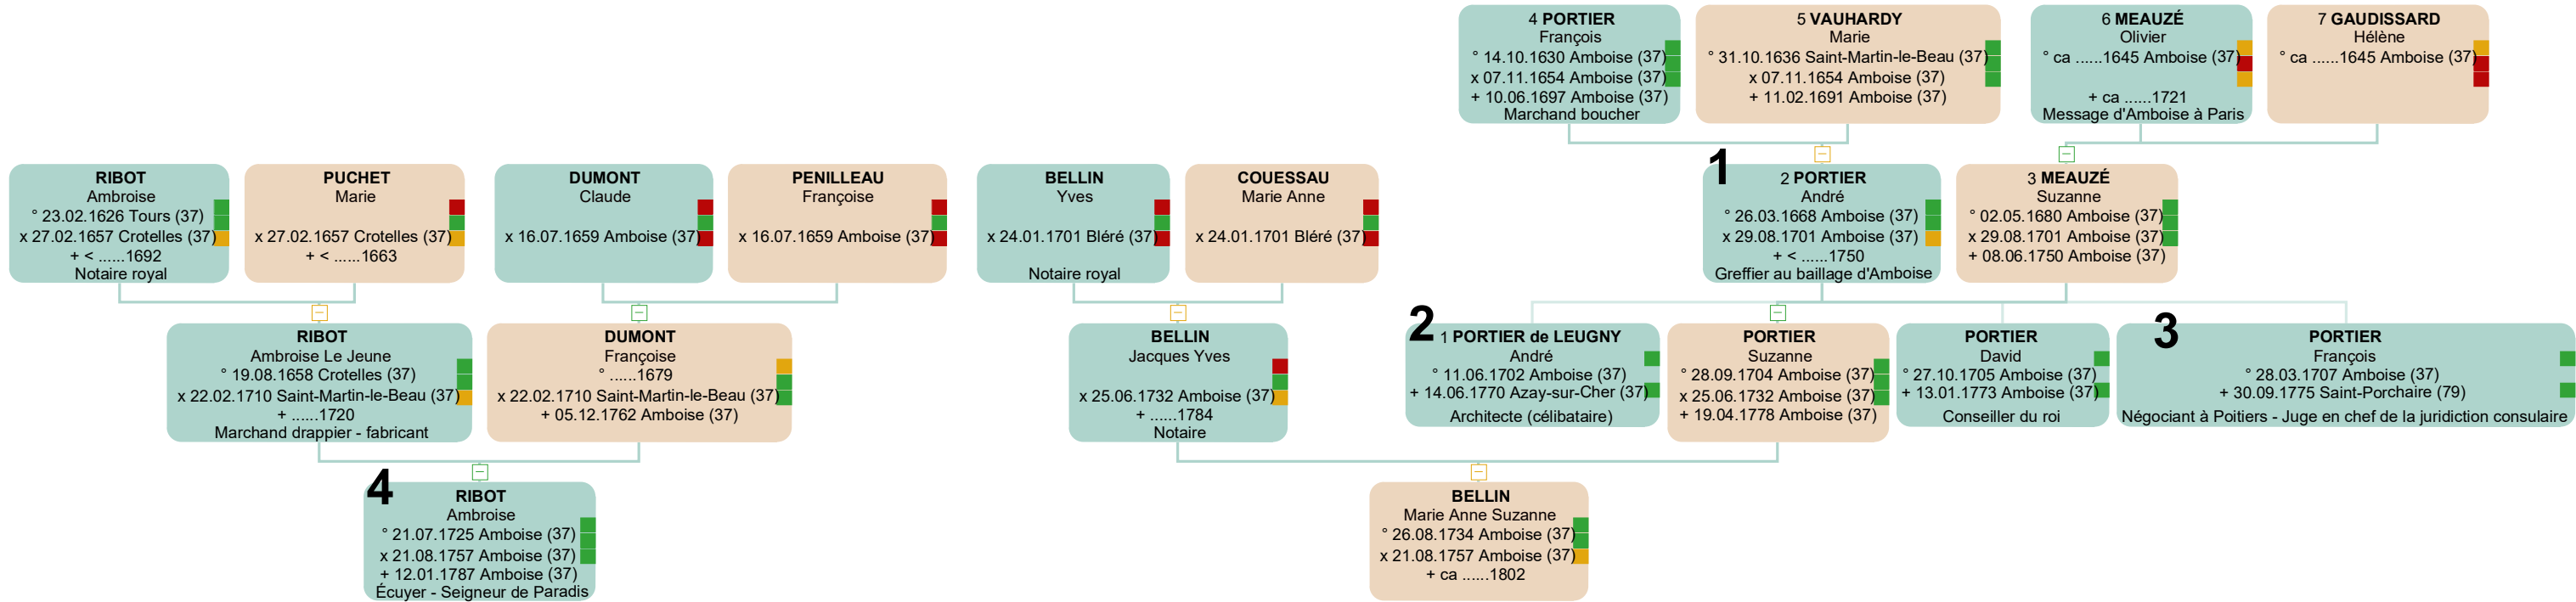 4 PORTIER
François
° 14.10.1630 Amboise (37)
x 07.11.1654 Amboise (37)
+ 10.06.1697 Amboise (37)
Marchand boucher
5 VAUHARDY
Marie
° 31.10.1636 Saint-Martin-le-Beau (37)
x 07.11.1654 Amboise (37)
+ 11.02.1691 Amboise (37)
6 MEAUZÉ
Olivier
° ca ......1645 Amboise (37)
+ ca ......1721
Message d'Amboise à Paris
7 GAUDISSARD
Hélène
° ca ......1645 Amboise (37)
RIBOT
Ambroise
° 23.02.1626 Tours (37)
x 27.02.1657 Crotelles (37)
+ < ......1692
Notaire royal
PUCHET
Marie
x 27.02.1657 Crotelles (37)
+ < ......1663
DUMONT
Claude
x 16.07.1659 Amboise (37)
PENILLEAU
Françoise
x 16.07.1659 Amboise (37)
BELLIN
Yves
x 24.01.1701 Bléré (37)
Notaire royal
COUESSAU
Marie Anne
x 24.01.1701 Bléré (37)
1
2 PORTIER
André
° 26.03.1668 Amboise (37)
x 29.08.1701 Amboise (37)
+ < ......1750
Greffier au baillage d'Amboise
3 MEAUZÉ
Suzanne
° 02.05.1680 Amboise (37)
x 29.08.1701 Amboise (37)
+ 08.06.1750 Amboise (37)
RIBOT
Ambroise Le Jeune
° 19.08.1658 Crotelles (37)
x 22.02.1710 Saint-Martin-le-Beau (37)
+ ......1720
Marchand drappier - fabricant
DUMONT
Françoise
° ......1679
x 22.02.1710 Saint-Martin-le-Beau (37)
+ 05.12.1762 Amboise (37)
BELLIN
Jacques Yves
x 25.06.1732 Amboise (37)
+ ......1784
Notaire
2
1 PORTIER de LEUGNY
André
° 11.06.1702 Amboise (37)
+ 14.06.1770 Azay-sur-Cher (37)
Architecte (célibataire)
PORTIER
Suzanne
° 28.09.1704 Amboise (37)
x 25.06.1732 Amboise (37)
+ 19.04.1778 Amboise (37)
PORTIER
David
° 27.10.1705 Amboise (37)
+ 13.01.1773 Amboise (37)
Conseiller du roi
3
PORTIER
François
° 28.03.1707 Amboise (37)
+ 30.09.1775 Saint-Porchaire (79)
Négociant à Poitiers - Juge en chef de la juridiction consulaire
4
RIBOT
Ambroise
° 21.07.1725 Amboise (37)
x 21.08.1757 Amboise (37)
+ 12.01.1787 Amboise (37)
Écuyer - Seigneur de Paradis
BELLIN
Marie Anne Suzanne
° 26.08.1734 Amboise (37)
x 21.08.1757 Amboise (37)
+ ca ......1802